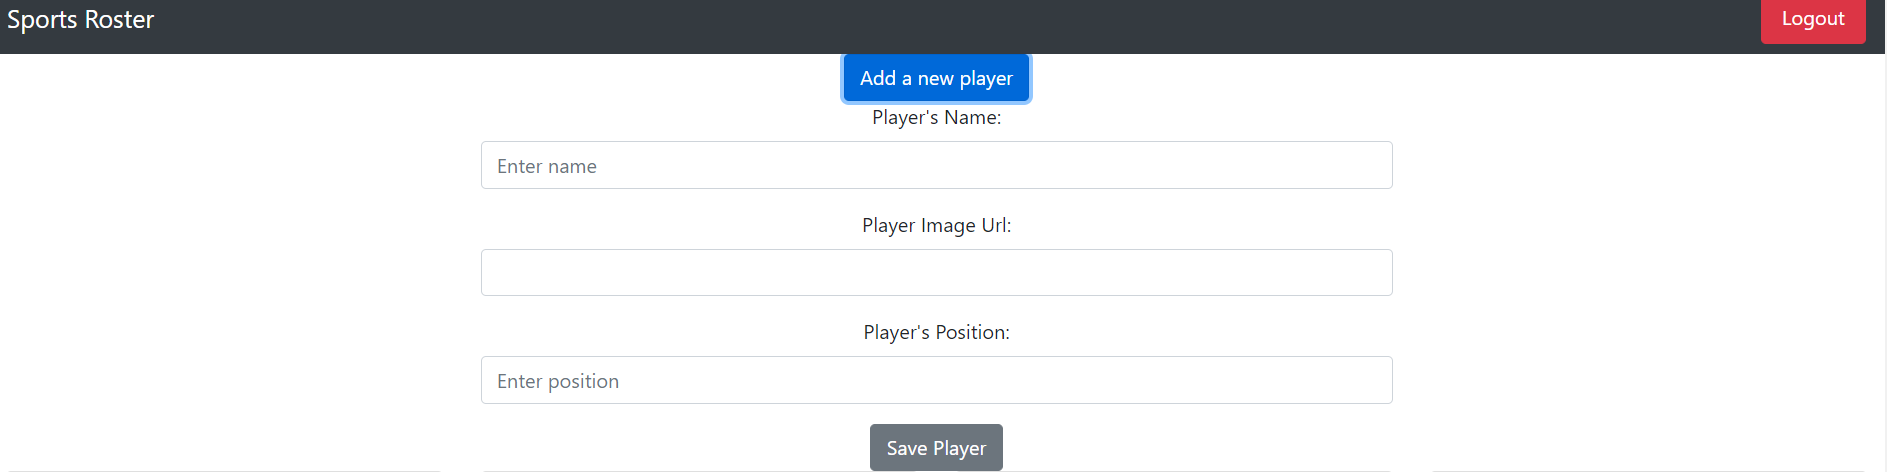 Sports Roster
Logout
Add a new player
Player's Name:
Enter name
Player Image Url:
Player's Position:
Enter position
Save Player